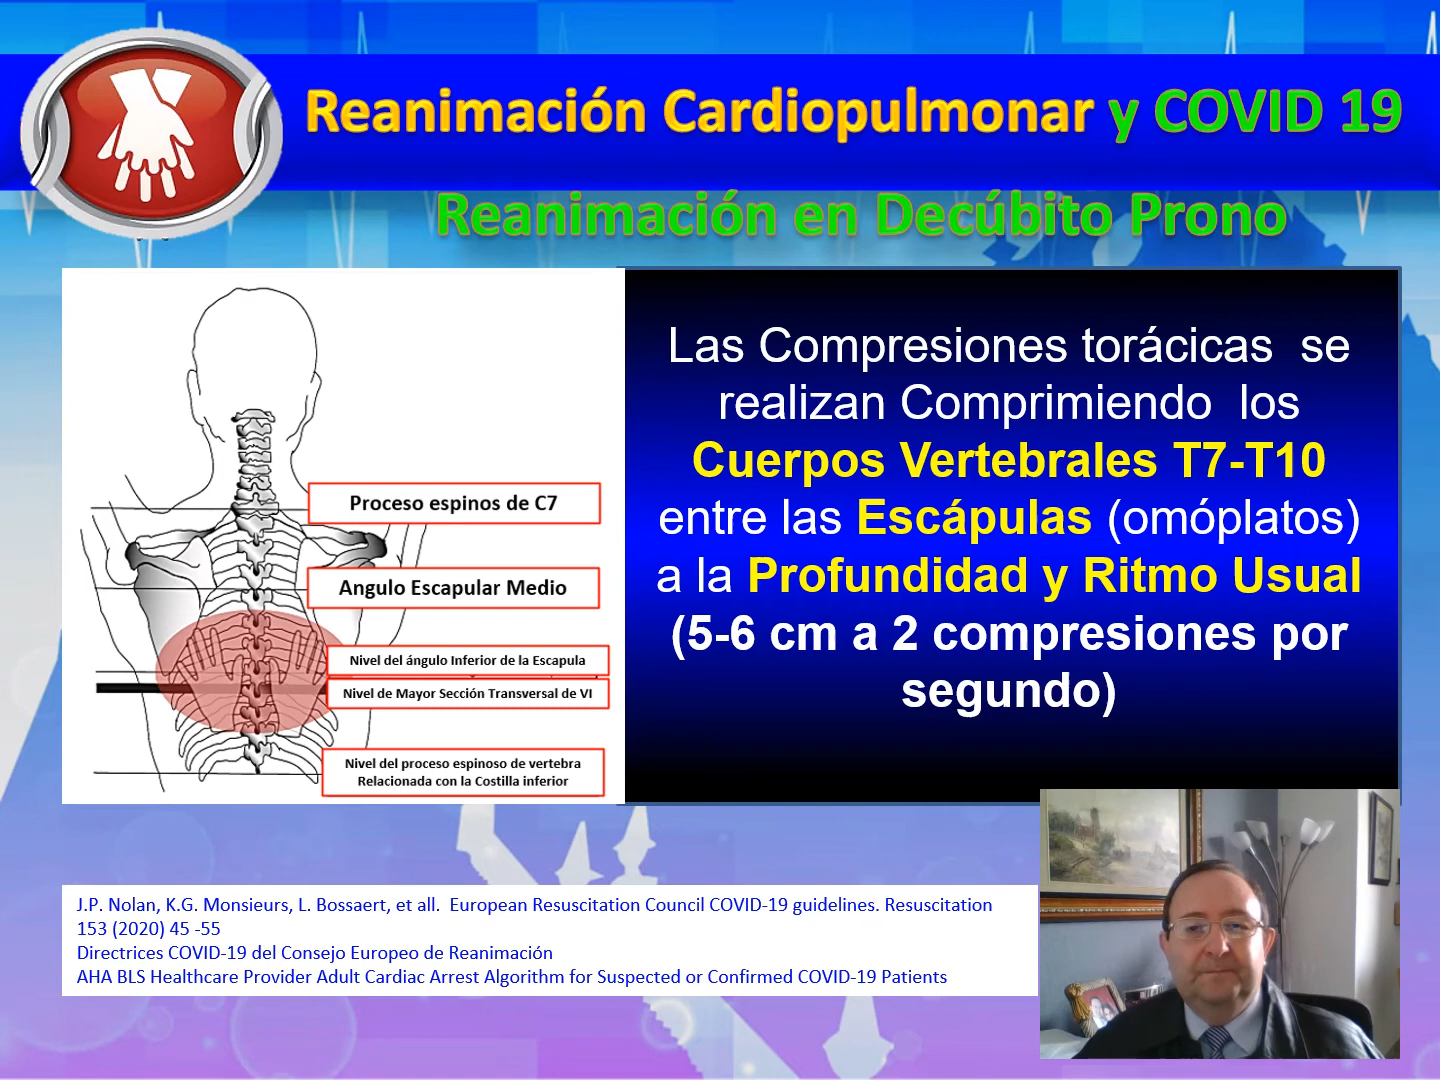 Reanimación Cardiopulmonar y COVID 19
Reanimación en Decúbito Prono
Proceso espinos de C7
Angulo Escapular Medio
Nivel del ángulo Inferior de la Escapula
Nivel de Mayor Sección Transversal de VI
Nivel del proceso espinoso de vertebra
Relacionada con la Costilla inferior
Las Compresiones torácicas se
realizan Comprimiendo los
Cuerpos Vertebrales T7-T10
entre las Escápulas (omóplatos)
a la Profundidad y Ritmo Usual
(5-6 cm a 2 compresiones por
segundo)
J.P. Nolan, K.G. Monsieurs, L. Bossaert, et all. European Resuscitation Council COVID-19 guidelines. Resuscitation
153 (2020) 45 -55
Directrices COVID-19 del Consejo Europeo de Reanimación
AHA BLS Healthcare Provider Adult Cardiac Arrest Algorithm for Suspected or Confirmed COVID-19 Patients